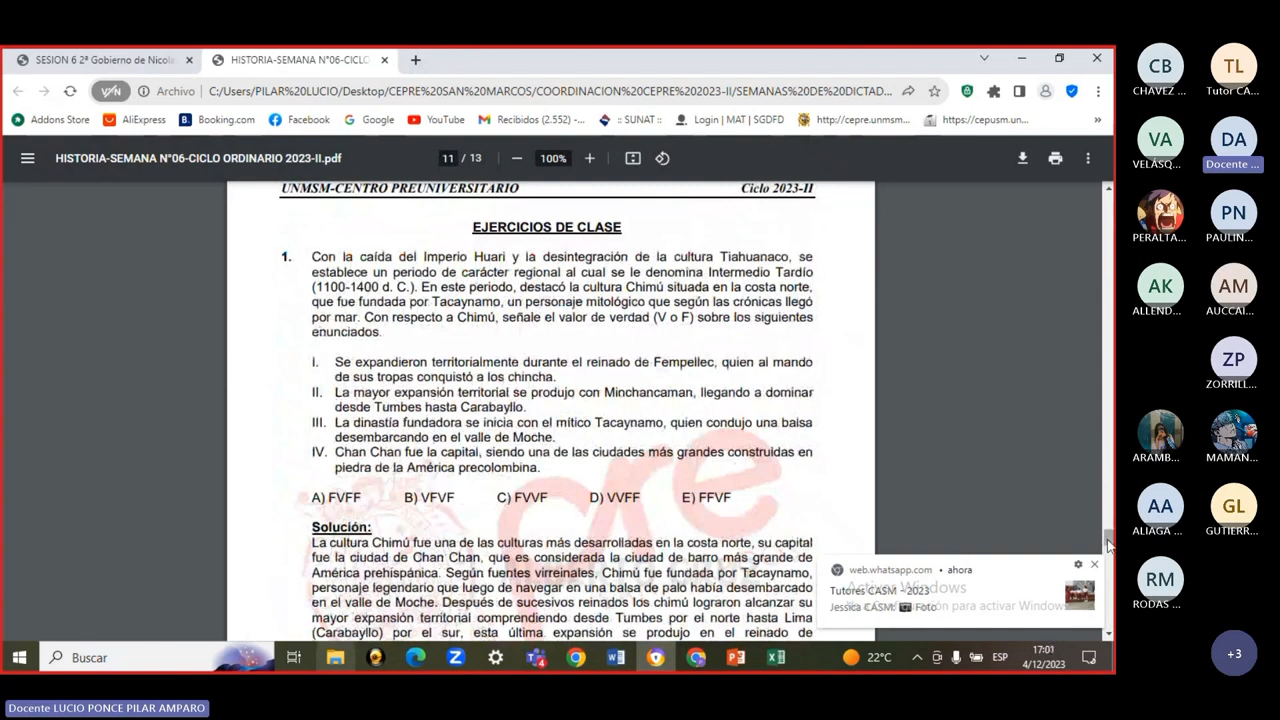 SESION 6 2ª Gobierno de Nicola
HISTORIA-SEMANA N°06-CICLO
Archivo
C:/Users/PILAR%20LUCIO/Desktop/CEPRE%20SAN%20MARCOS/COORDINACION%20CEPRE%202023-II/SEMANAS%20DE%20DICTAD...
Addons Store
AliExpress
Booking.com
Facebook
Google
YouTube
Recibidos (2.552) -...
:: SUNAT ::
Login | MAT | SGDFD
http://cepre.unmsm...
https://cepusm.un...
»
HISTORIA-SEMANA N°06-CICLO ORDINARIO 2023-II.pdf
11 / 13
100%
UNMSM-CENTRO PREUNIVERSITARIO
Ciclo 2023-II
EJERCICIOS DE CLASE
1. Con la caída del Imperio Huari y la desintegración de la cultura Tiahuanaco, se
establece un periodo de carácter regional al cual se le denomina Intermedio Tardío
(1100-1400 d. C.). En este periodo, destacó la cultura Chimú situada en la costa norte,
que fue fundada por Tacaynamo, un personaje mitológico que según las crónicas llegó
por mar. Con respecto a Chimú, señale el valor de verdad (V o F) sobre los siguientes
enunciados.
I. Se expandieron territorialmente durante el reinado de Fempellec, quien al mando
de sus tropas conquistó a los chincha.
II. La mayor expansión territorial se produjo con Minchancaman, llegando a dominar
desde Tumbes hasta Carabayllo.
III. La dinastía fundadora se inicia con el mítico Tacaynamo, quien condujo una balsa
desembarcando en el valle de Moche.
IV. Chan Chan fue la capital, siendo una de las ciudades más grandes construidas en
piedra de la América precolombina.
A) FVFF B) VFVF C) FVVF D) VVFF E) FFVF
Solución:
La cultura Chimú fue una de las culturas más desarrolladas en la costa norte, su capital
fue la ciudad de Chan Chan, que es considerada la ciudad de barro más grande de
América prehispánica. Según fuentes virreinales, Chimú fue fundada por Tacaynamo,
personaje legendario que luego de navegar en una balsa de palo había desembarcado
en el valle de Moche. Después de sucesivos reinados los chimú lograron alcanzar su
mayor expansión territorial comprendiendo desde Tumbes por el norte hasta Lima
(Carabayllo) por el sur, esta última expansión se produjo en el reinado de
cre
web.whatsapp.com • ahora
Activar Windows
Tutores CASM - 2023
Jessica CASM: Foto
para activar Windows
Buscar
4
22°C
ESP
17:01
4/12/2023
CB
CHÁVEZ ...
TL
Tutor CA...
VA
VELÁSQ...
DA
Docente ...
PERALTA...
PN
PAULIN...
AK
ALLEND...
AM
AUCCAI...
ZP
ZORRILL...
ARAMB...
MAMAN...
AA
ALIAGA ...
GL
GUTIERR...
RM
RODAS ...
+3
Docente LUCIO PONCE PILAR AMPARO